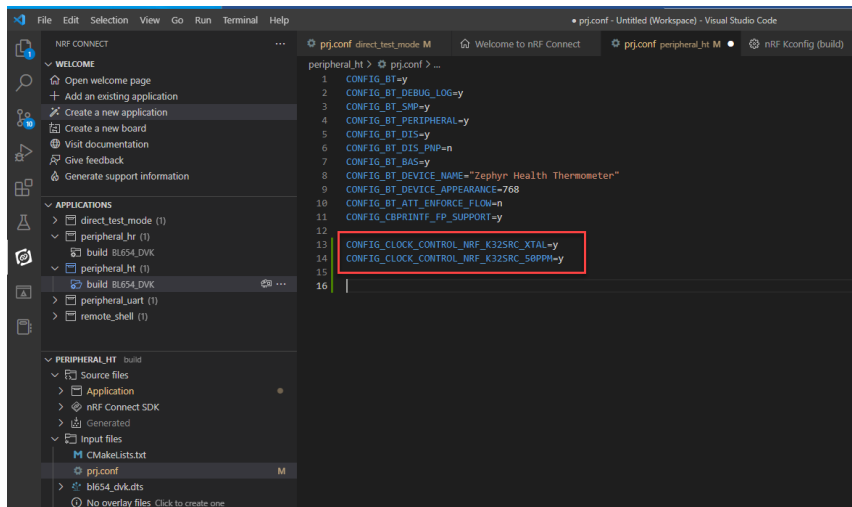 File Edit Selection View Go Run Terminal Help
● prj.conf - Untitled (Workspace) - Visual Studio Code
NRF CONNECT
WELCOME
Open welcome page
Add an existing application
Create a new application
Create a new board
Visit documentation
Give feedback
Generate support information
APPLICATIONS
direct_test_mode (1)
peripheral_hr (1)
build BL654_DVK
peripheral_ht (1)
build BL654_DVK
peripheral_uart (1)
remote_shell (1)
PERIPHERAL_HT build
Source files
Application
nRF Connect SDK
Generated
Input files
CMakeLists.txt
prj.conf M
bl654_dvk.dts
No overlay files Click to create one
1
10
prj.conf direct_test_mode M
Welcome to nRF Connect
prj.conf peripheral_ht M ●
nRF Kconfig (build)
peripheral_ht > prj.conf > ...
1 CONFIG_BT=y
2 CONFIG_BT_DEBUG_LOG=y
3 CONFIG_BT_SMP=y
4 CONFIG_BT_PERIPHERAL=y
5 CONFIG_BT_DIS=y
6 CONFIG_BT_DIS_PNP=n
7 CONFIG_BT_BAS=y
8 CONFIG_BT_DEVICE_NAME="Zephyr Health Thermometer"
9 CONFIG_BT_DEVICE_APPEARANCE=768
10 CONFIG_BT_ATT_ENFORCE_FLOW=n
11 CONFIG_CBPRINTF_FP_SUPPORT=y
12
13 CONFIG_CLOCK_CONTROL_NRF_K32SRC_XTAL=y
14 CONFIG_CLOCK_CONTROL_NRF_K32SRC_50PPM=y
15
16